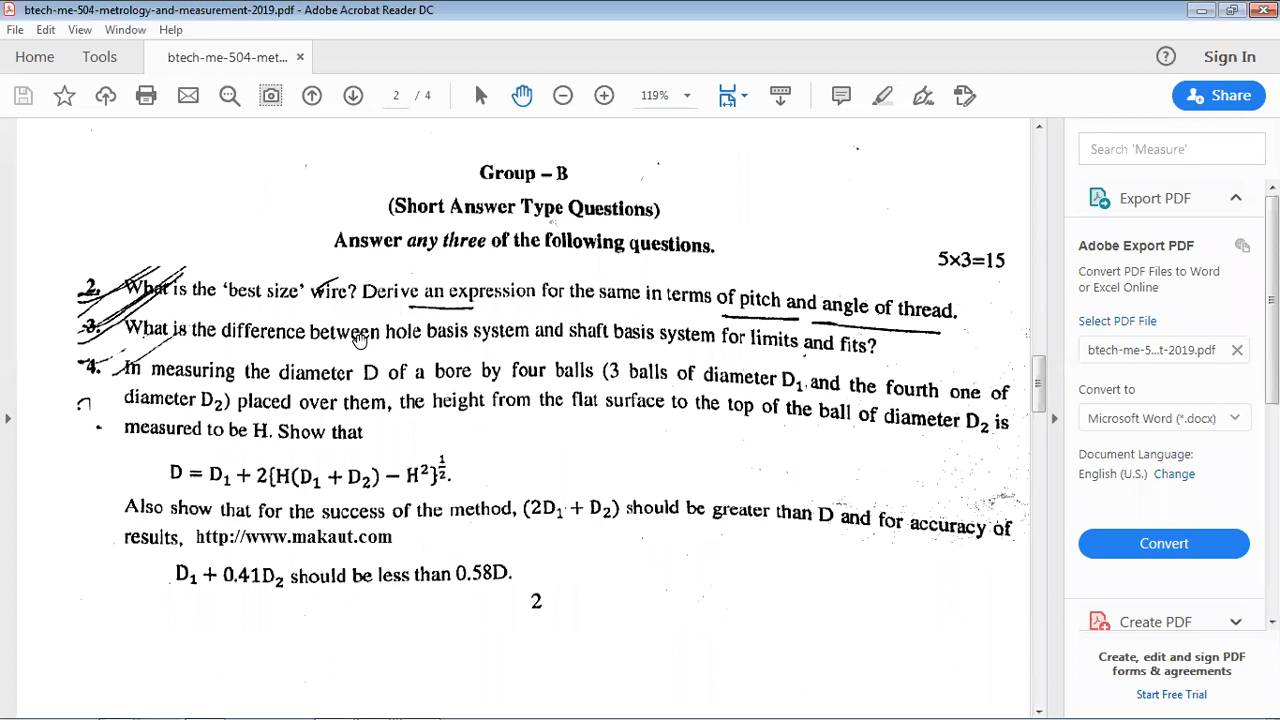 btech-me-504-metrology-and-measurement-2019.pdf - Adobe Acrobat Reader DC
File Edit View Window Help
Home Tools btech-me-504-met... × Sign In
2 / 4 119% Share
Group – B
(Short Answer Type Questions)
Answer any three of the following questions.
5×3=15
2. What is the 'best size' wire? Derive an expression for the same in terms of pitch and angle of thread.
3. What is the difference between hole basis system and shaft basis system for limits and fits?
4. In measuring the diameter D of a bore by four balls (3 balls of diameter D₁ and the fourth one of
diameter D₂) placed over them, the height from the flat surface to the top of the ball of diameter D₂ is
measured to be H. Show that
D = D₁ + 2{H(D₁ + D₂) − H²}^½.
Also show that for the success of the method, (2D₁ + D₂) should be greater than D and for accuracy of
results, http://www.makaut.com
D₁ + 0.41D₂ should be less than 0.58D.
2
Search 'Measure'
Export PDF
Adobe Export PDF
Convert PDF Files to Word
or Excel Online
Select PDF File
btech-me-5...t-2019.pdf ×
Convert to
Microsoft Word (*.docx)
Document Language:
English (U.S.) Change
Convert
Create PDF
Create, edit and sign PDF
forms & agreements
Start Free Trial